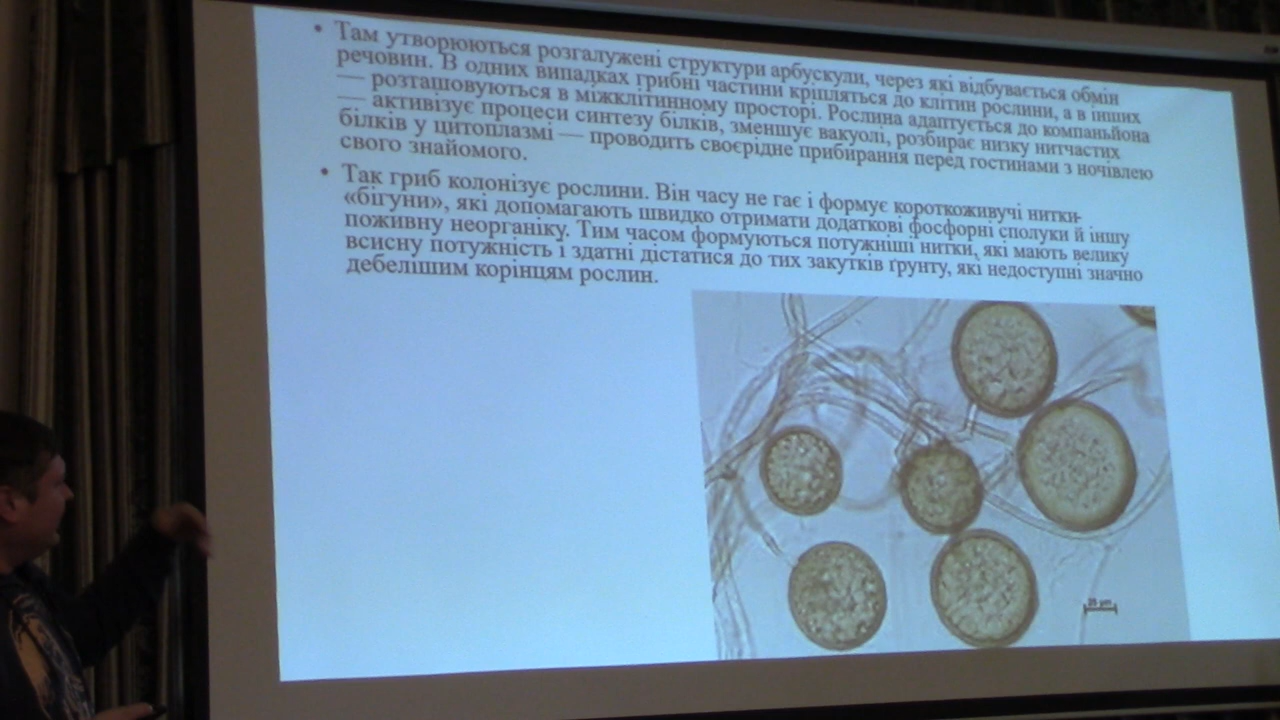 • Там утворюються розгалужені структури арбускули, через які відбувається обмін
речовин. В одних випадках грибні частини кріпляться до клітин рослини, а в інших
— розташовуються в міжклітинному просторі. Рослина адаптується до компаньйона
— активізує процеси синтезу білків, зменшує вакуолі, розбирає низку нитчастих
білків у цитоплазмі — проводить своєрідне прибирання перед гостинами з ночівлею
свого знайомого.
• Так гриб колонізує рослини. Він часу не гає і формує короткоживучі нитки-
«бігуни», які допомагають швидко отримати додаткові фосфорні сполуки й іншу
поживну неорганіку. Тим часом формуються потужніші нитки, які мають велику
всисну потужність і здатні дістатися до тих закутків ґрунту, які недоступні значно
дебелішим корінцям рослин.